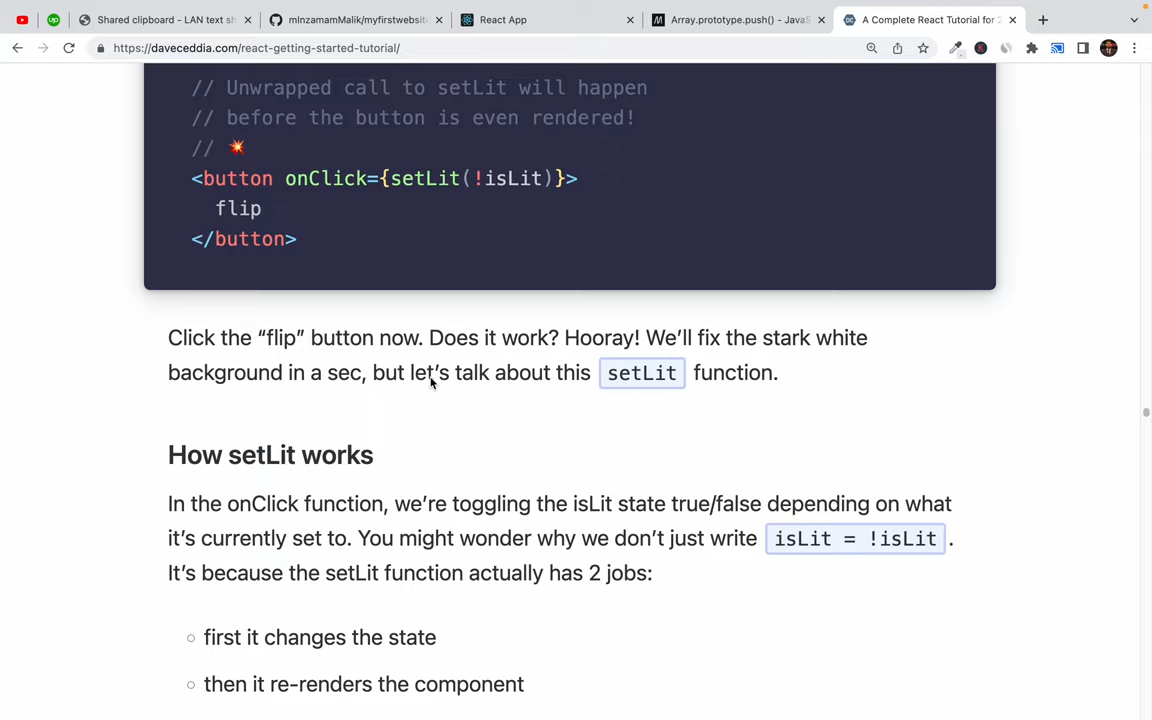 Shared clipboard - LAN text sh
mInzamamMalik/myfirstwebsite
React App
Array.prototype.push() - JavaS
A Complete React Tutorial for 2
https://daveceddia.com/react-getting-started-tutorial/
// Unwrapped call to setLit will happen
// before the button is even rendered!
// 💥
<button onClick={setLit(!isLit)}>
flip
</button>
Click the “flip” button now. Does it work? Hooray! We’ll fix the stark white
background in a sec, but let’s talk about this setLit function.
How setLit works
In the onClick function, we’re toggling the isLit state true/false depending on what
it’s currently set to. You might wonder why we don’t just write isLit = !isLit .
It’s because the setLit function actually has 2 jobs:
first it changes the state
then it re-renders the component